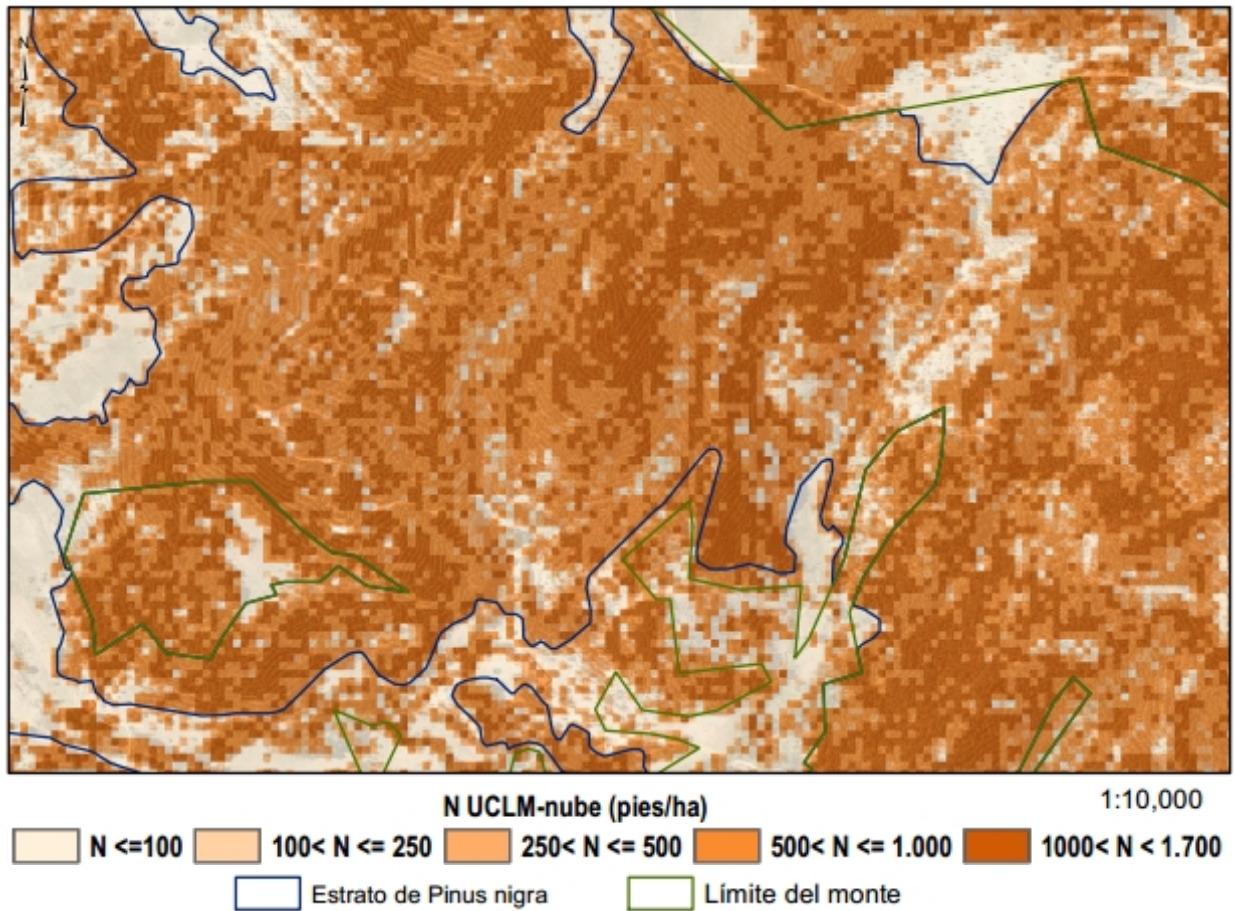 N
N UCLM-nube (pies/ha)
1:10,000
N <=100 100< N <= 250 250< N <= 500 500< N <= 1.000 1000< N < 1.700
Estrato de Pinus nigra Límite del monte